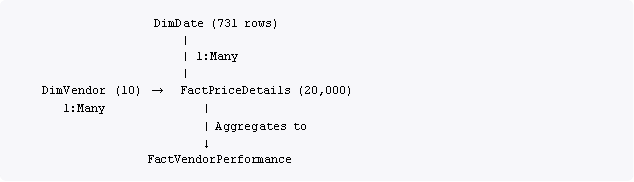 DimDate (731 rows)
|
| 1:Many
|
DimVendor (10) → FactPriceDetails (20,000)
1:Many |
| Aggregates to
↓
FactVendorPerformance